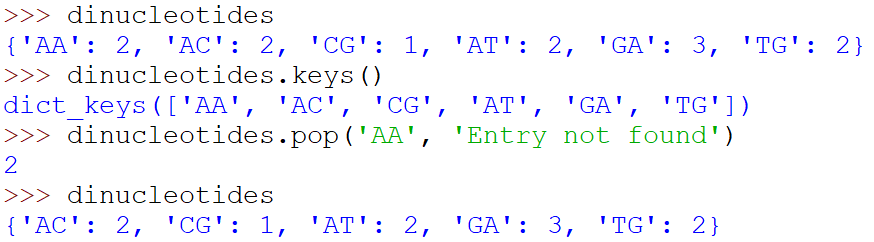 >>> dinucleotides
{'AA': 2, 'AC': 2, 'CG': 1, 'AT': 2, 'GA': 3, 'TG': 2}
>>> dinucleotides.keys()
dict_keys(['AA', 'AC', 'CG', 'AT', 'GA', 'TG'])
>>> dinucleotides.pop('AA', 'Entry not found')
2
>>> dinucleotides
{'AC': 2, 'CG': 1, 'AT': 2, 'GA': 3, 'TG': 2}